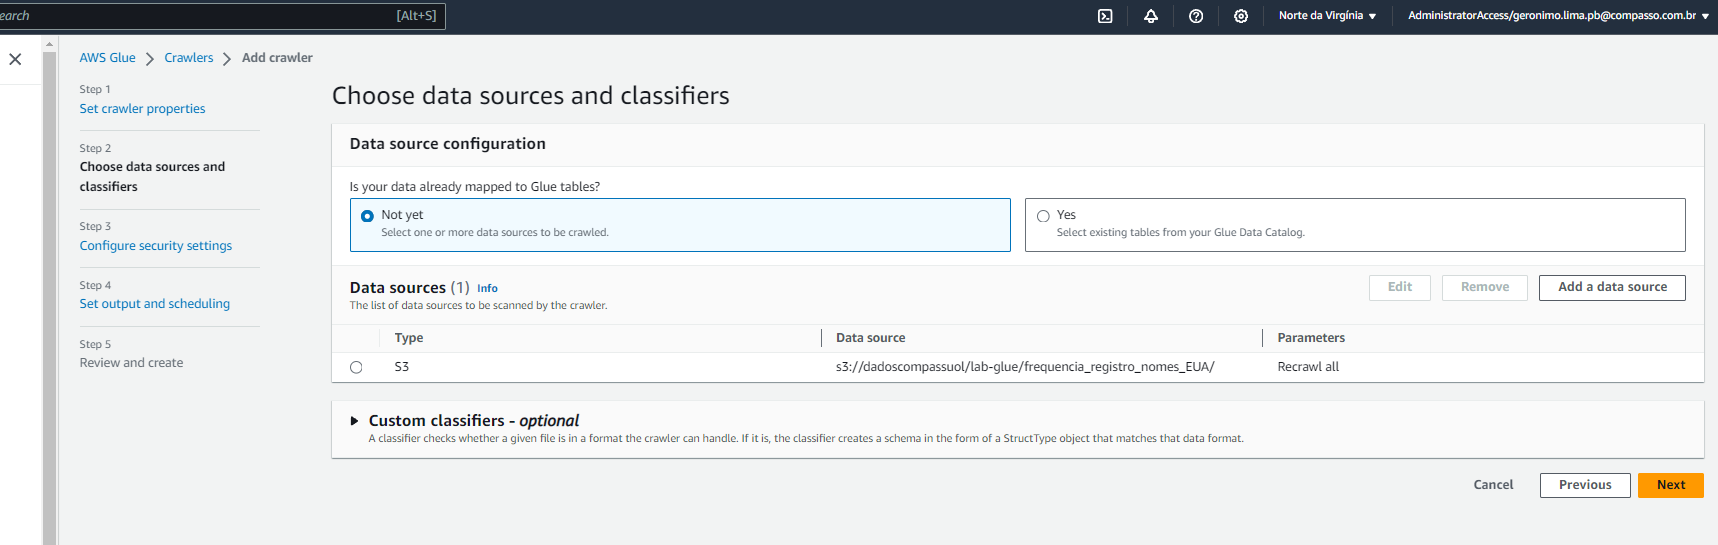 earch [Alt+S] Norte da Virgínia AdministratorAccess/geronimo.lima.pb@compasso.com.br
AWS Glue > Crawlers > Add crawler
Step 1
Set crawler properties
Step 2
Choose data sources and
classifiers
Step 3
Configure security settings
Step 4
Set output and scheduling
Step 5
Review and create
Choose data sources and classifiers
Data source configuration
Is your data already mapped to Glue tables?
Not yet
Select one or more data sources to be crawled.
Yes
Select existing tables from your Glue Data Catalog.
Data sources (1) Info
The list of data sources to be scanned by the crawler.
Edit Remove Add a data source
Type Data source Parameters
S3 s3://dadoscompassuol/lab-glue/frequencia_registro_nomes_EUA/ Recrawl all
Custom classifiers - optional
A classifier checks whether a given file is in a format the crawler can handle. If it is, the classifier creates a schema in the form of a StructType object that matches that data format.
Cancel Previous Next